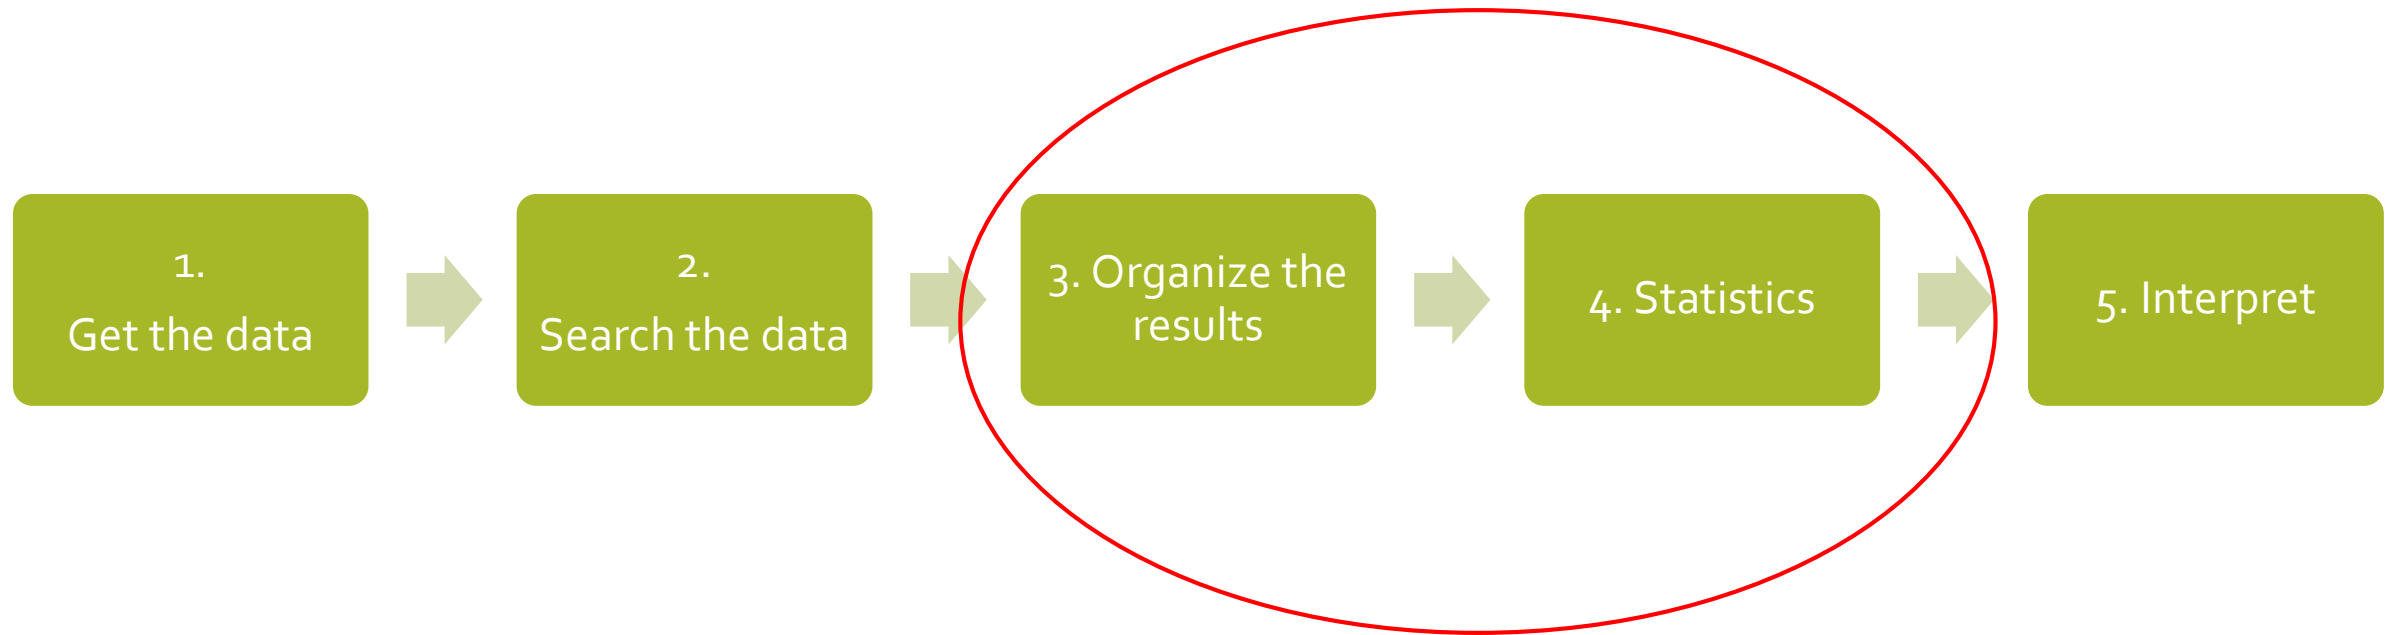 1.
Get the data
2.
Search the data
3. Organize the
results
4. Statistics
5. Interpret